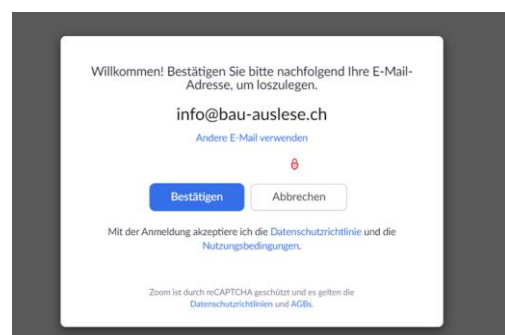 Willkommen! Bestätigen Sie bitte nachfolgend Ihre E-Mail-
Adresse, um loszulegen.
info@bau-auslese.ch
Andere E-Mail verwenden
Bestätigen
Abbrechen
Mit der Anmeldung akzeptiere ich die Datenschutzrichtlinie und die
Nutzungsbedingungen.
Zoom ist durch reCAPTCHA geschützt und es gelten die
Datenschutzrichtlinien und AGBs.